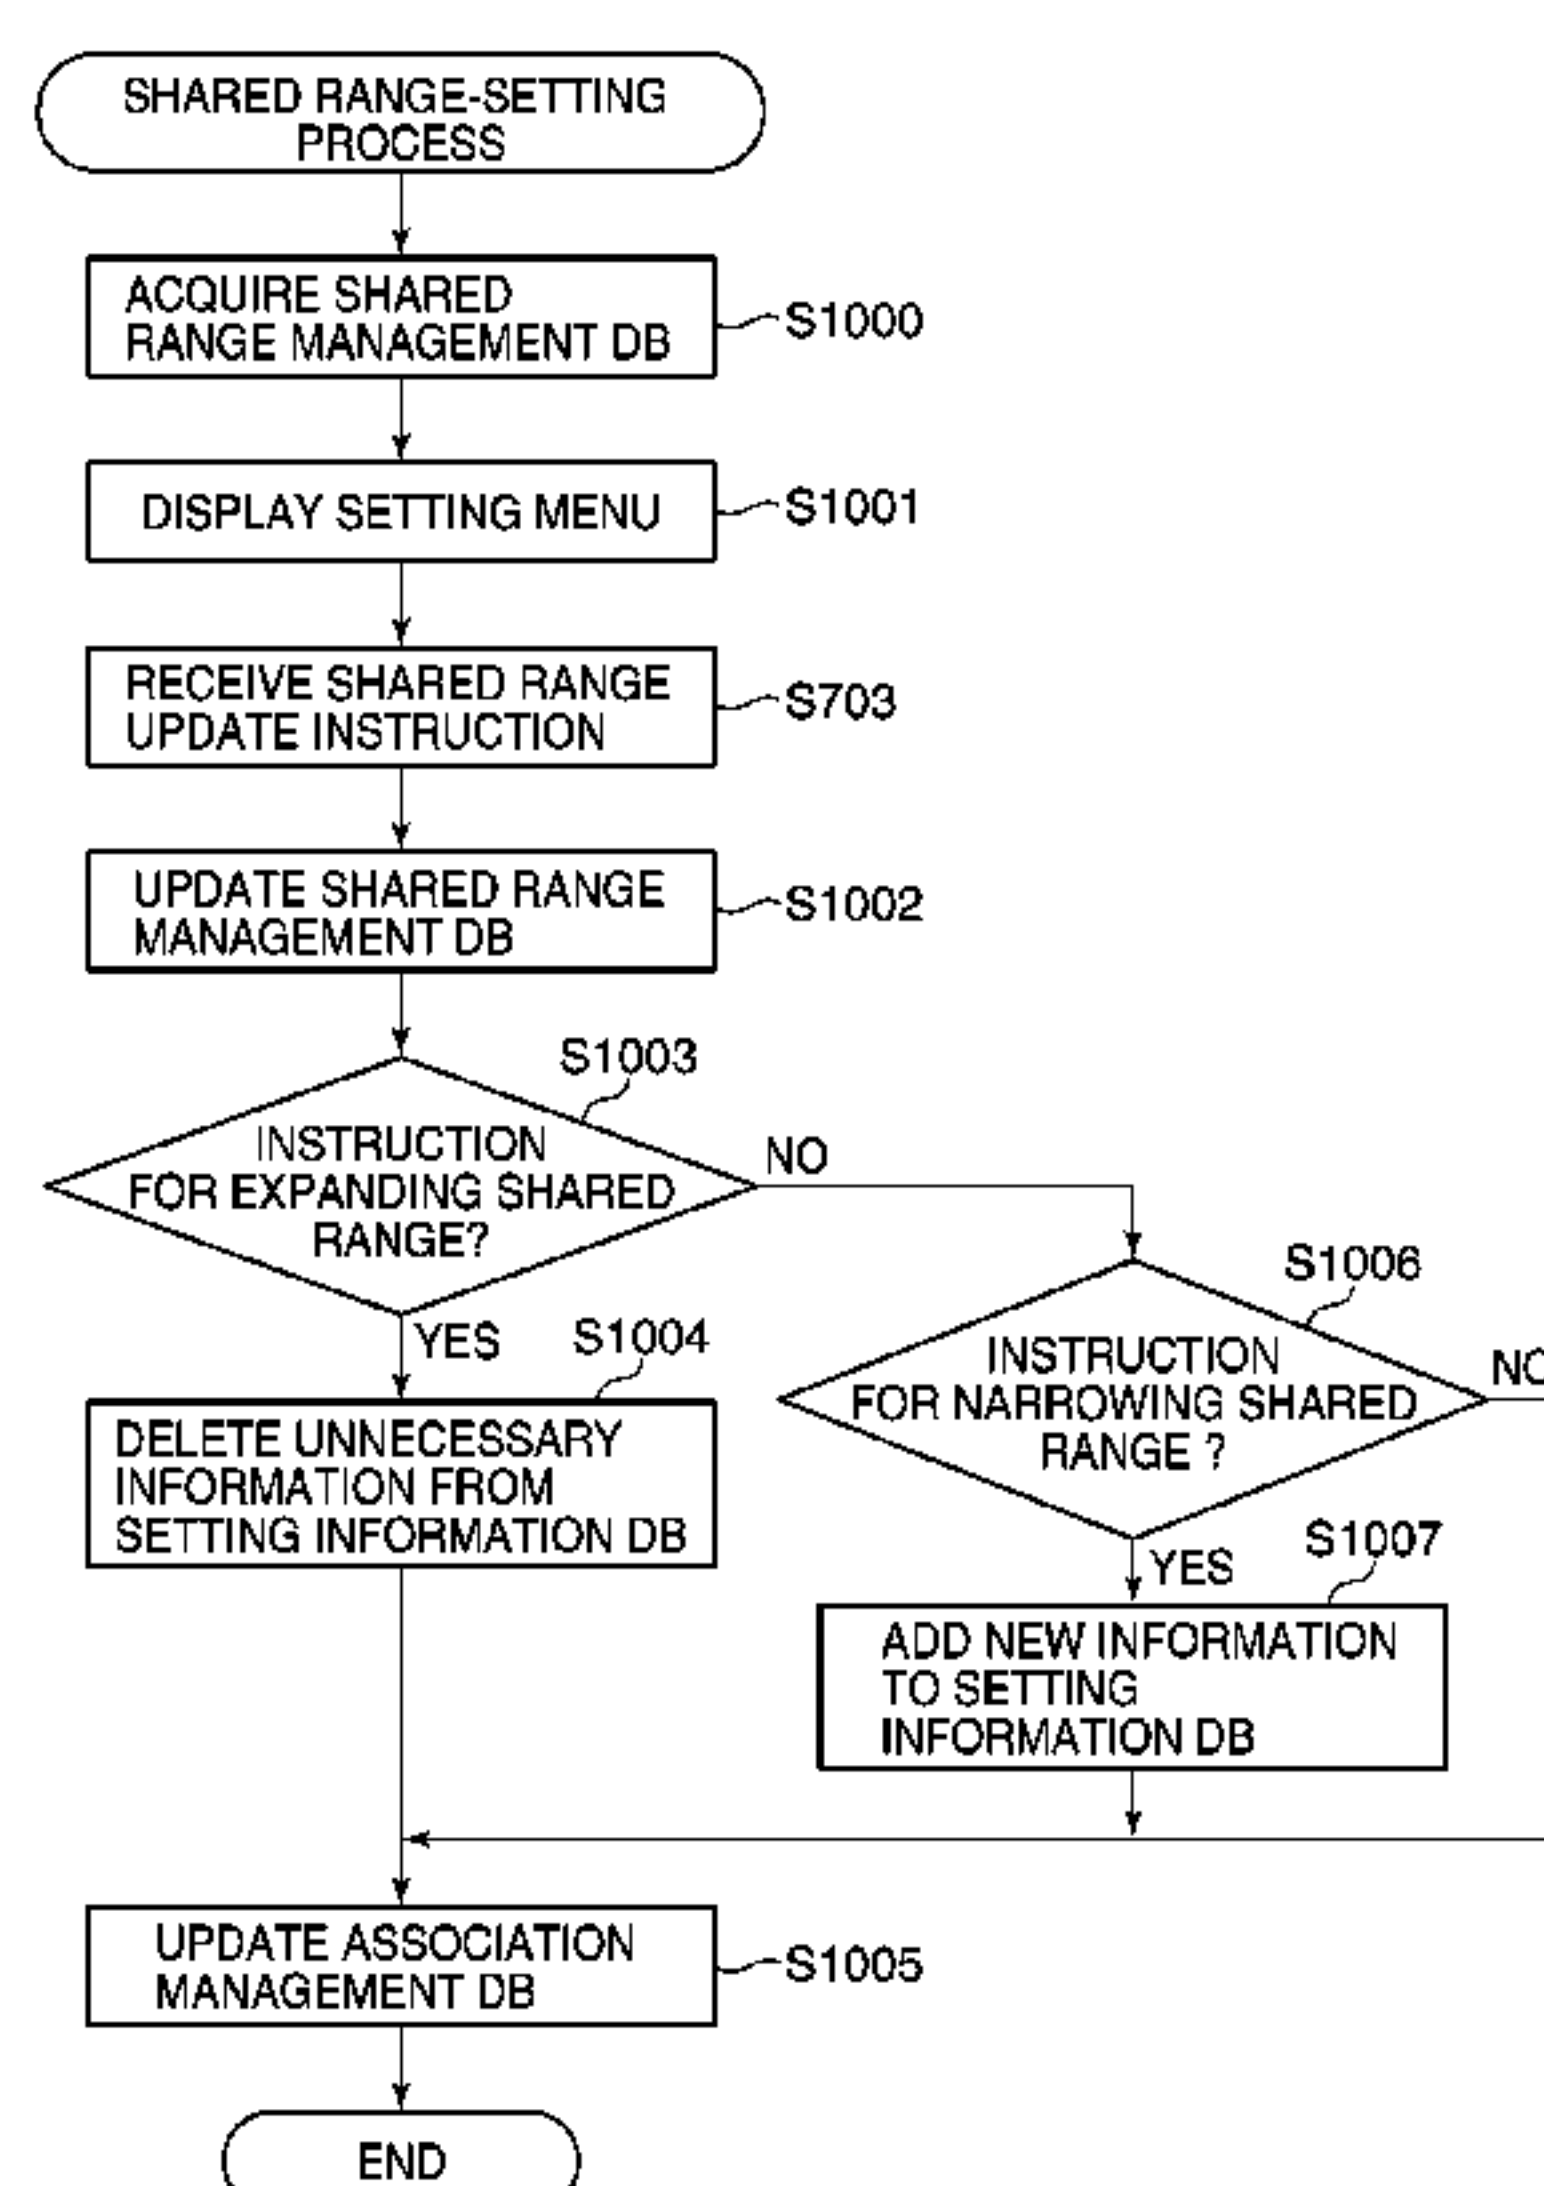 SHARED RANGE-SETTING
PROCESS
ACQUIRE SHARED
RANGE MANAGEMENT DB
S1000
DISPLAY SETTING MENU
S1001
RECEIVE SHARED RANGE
UPDATE INSTRUCTION
S703
UPDATE SHARED RANGE
MANAGEMENT DB
S1002
S1003
INSTRUCTION
FOR EXPANDING SHARED
RANGE?
NO
YES
S1004
DELETE UNNECESSARY
INFORMATION FROM
SETTING INFORMATION DB
S1006
INSTRUCTION
FOR NARROWING SHARED
RANGE ?
NO
YES
S1007
ADD NEW INFORMATION
TO SETTING
INFORMATION DB
UPDATE ASSOCIATION
MANAGEMENT DB
S1005
END